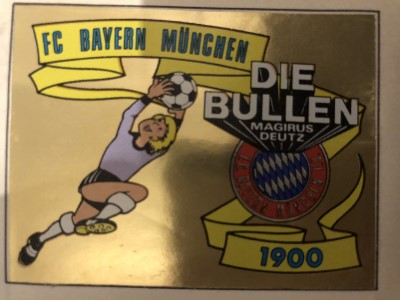 FC BAYERN MÜNCHEN
DIE
BULLEN
MAGIRUS
DEUTZ
1900